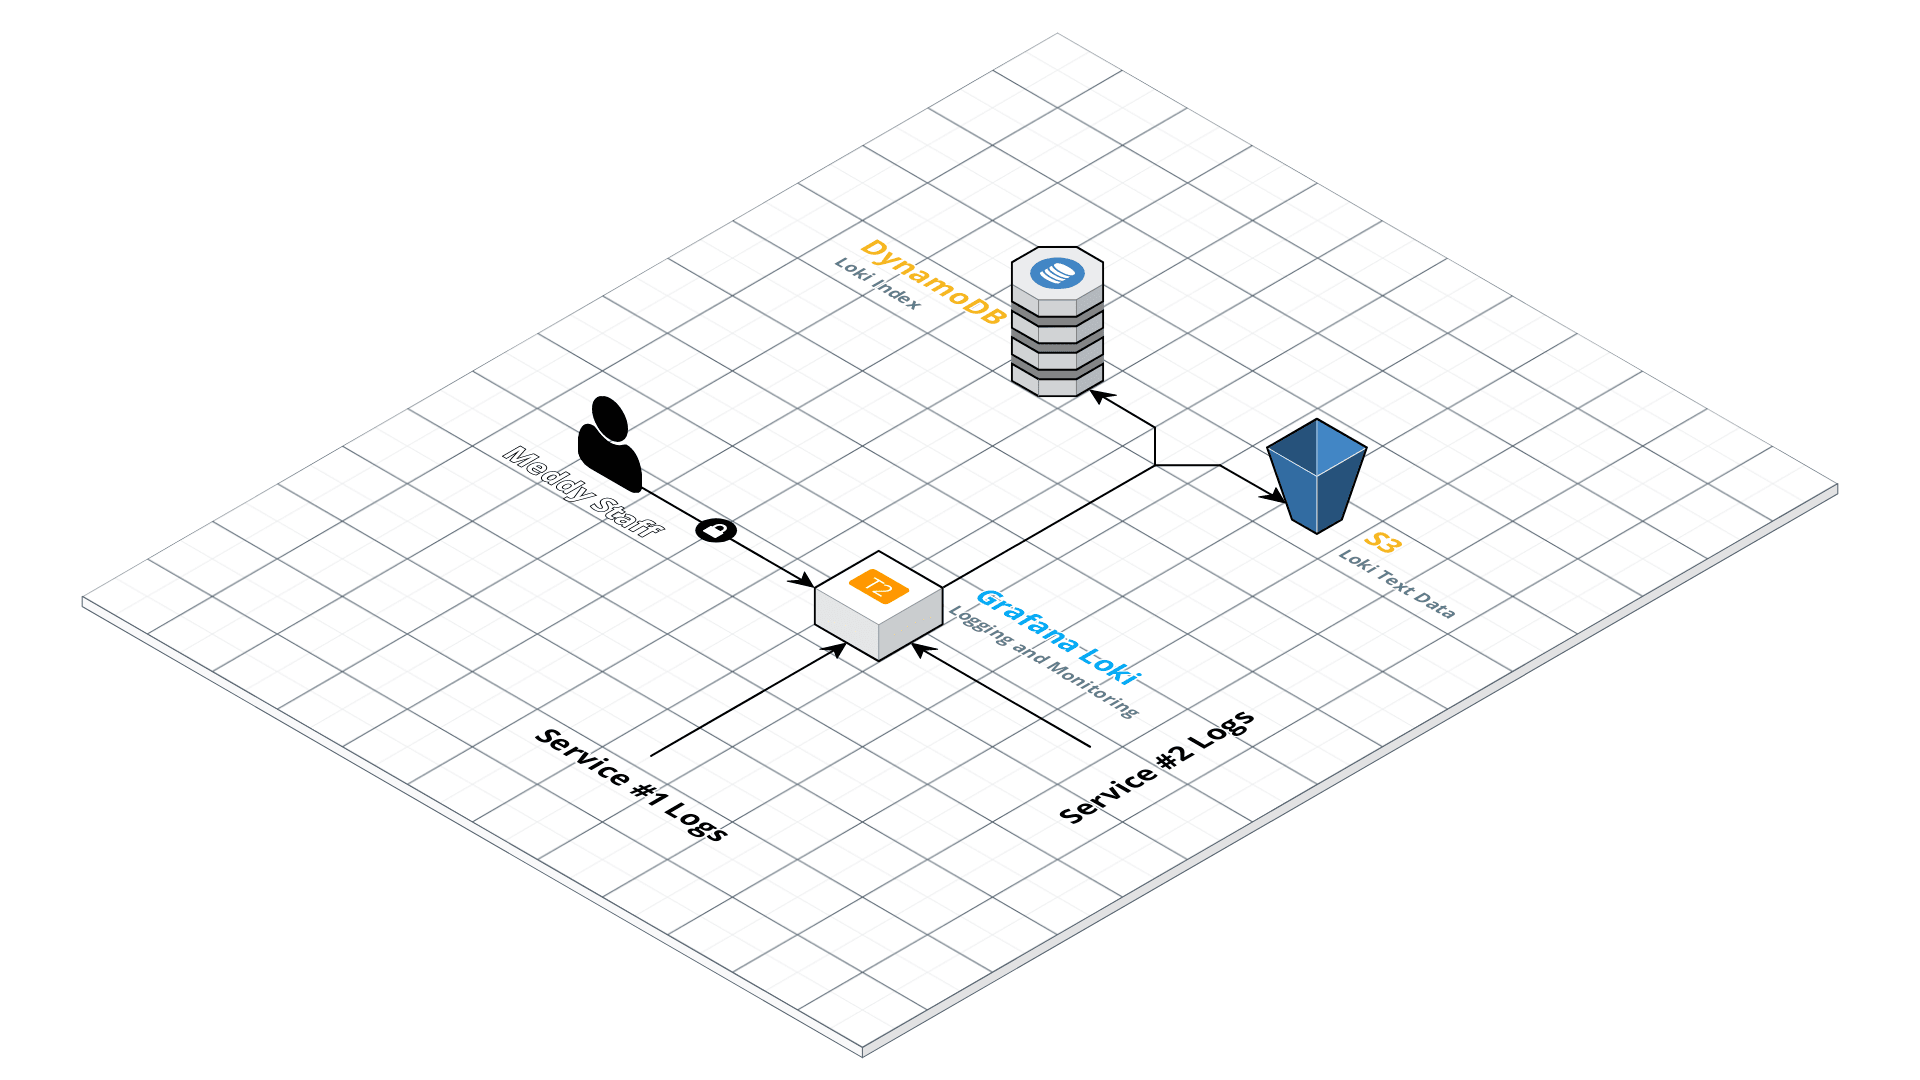 DynamoDB
Loki Index
Meddy Staff
S3
Loki Text Data
T2
Grafana Loki
Logging and Monitoring
Service #1 Logs
Service #2 Logs